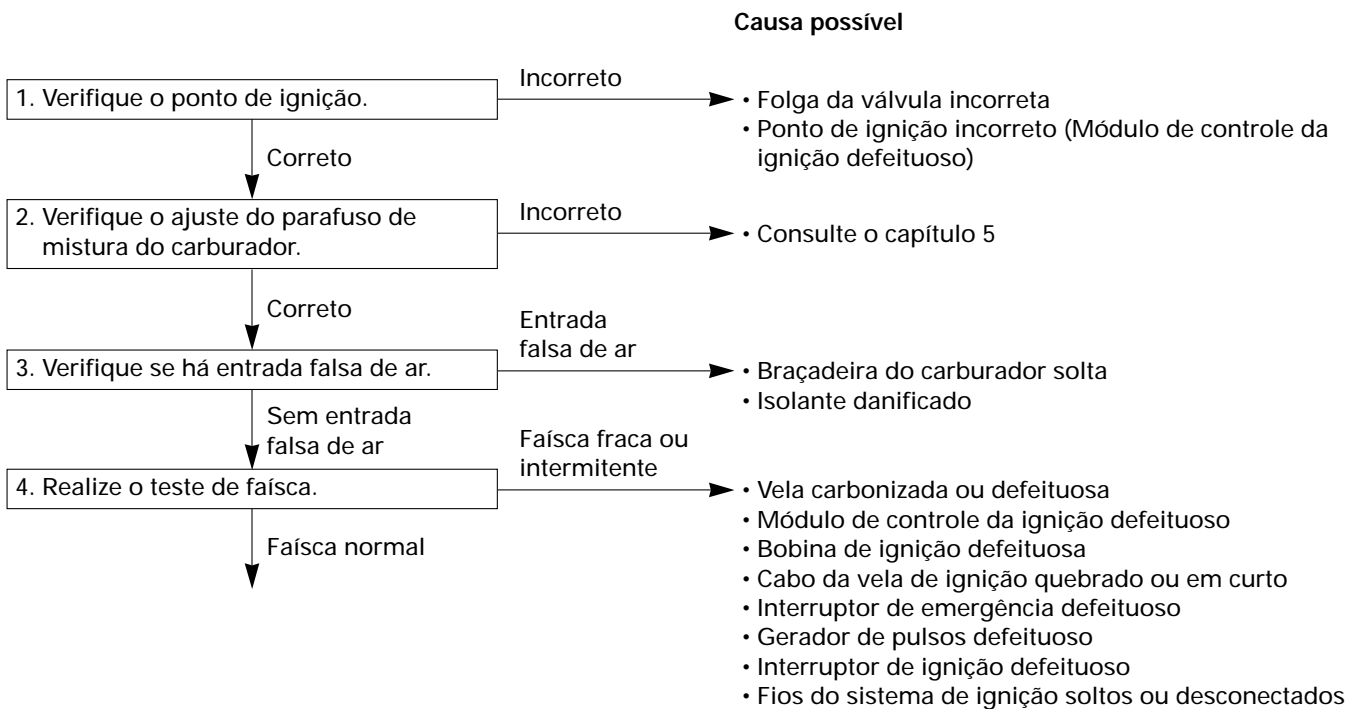 Causa possível
1. Verifique o ponto de ignição.
Incorreto
• Folga da válvula incorreta
• Ponto de ignição incorreto (Módulo de controle da
ignição defeituoso)
Correto
2. Verifique o ajuste do parafuso de
mistura do carburador.
Incorreto
• Consulte o capítulo 5
Correto
3. Verifique se há entrada falsa de ar.
Entrada
falsa de ar
• Braçadeira do carburador solta
• Isolante danificado
Sem entrada
falsa de ar
4. Realize o teste de faísca.
Faísca fraca ou
intermitente
• Vela carbonizada ou defeituosa
• Módulo de controle da ignição defeituoso
• Bobina de ignição defeituosa
• Cabo da vela de ignição quebrado ou em curto
• Interruptor de emergência defeituoso
• Gerador de pulsos defeituoso
• Interruptor de ignição defeituoso
• Fios do sistema de ignição soltos ou desconectados
Faísca normal